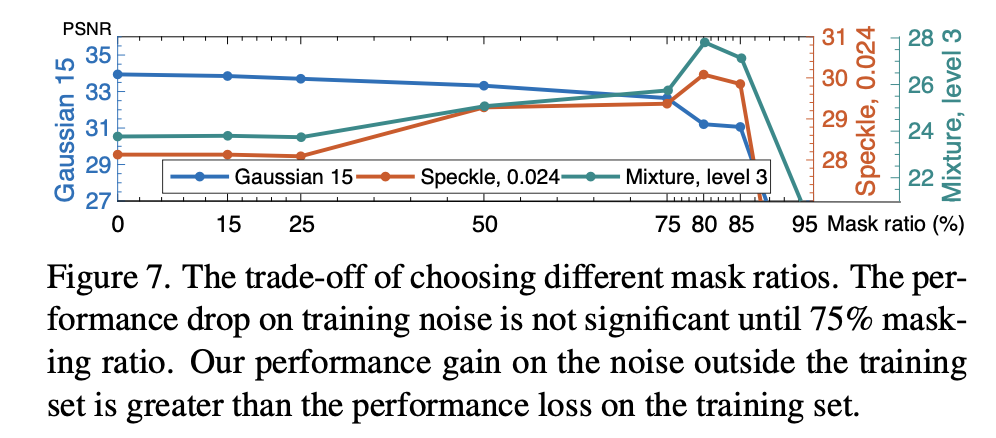 PSNR
Gaussian 15
35
33
31
29
27
Gaussian 15
Speckle, 0.024
Mixture, level 3
31
30
29
28
Speckle, 0.024
28
26
24
22
Mixture, level 3
0 15 25 50 75 80 85 95 Mask ratio (%)
Figure 7. The trade-off of choosing different mask ratios. The per-
formance drop on training noise is not significant until 75% mask-
ing ratio. Our performance gain on the noise outside the training
set is greater than the performance loss on the training set.